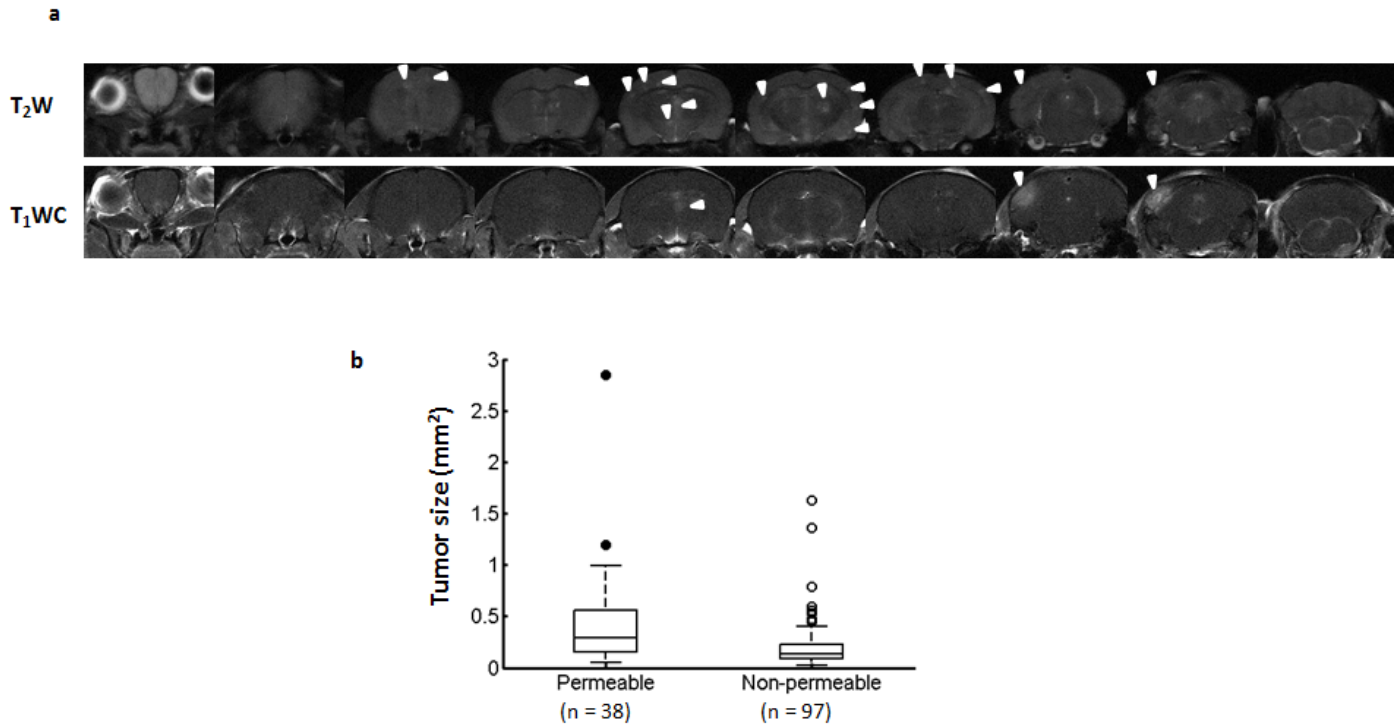 a
T₂W
T₁WC
b
Tumor size (mm²)
3
2.5
2
1.5
1
0.5
0
Permeable Non-permeable
(n = 38) (n = 97)